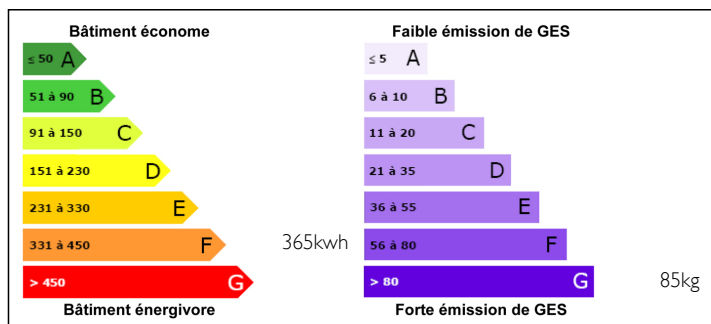 Bâtiment économe
≤ 50 A
51 à 90 B
91 à 150 C
151 à 230 D
231 à 330 E
331 à 450 F
365kwh
> 450 G
Bâtiment énergivore
Faible émission de GES
≤ 5 A
6 à 10 B
11 à 20 C
21 à 35 D
36 à 55 E
56 à 80 F
> 80 G
85kg
Forte émission de GES